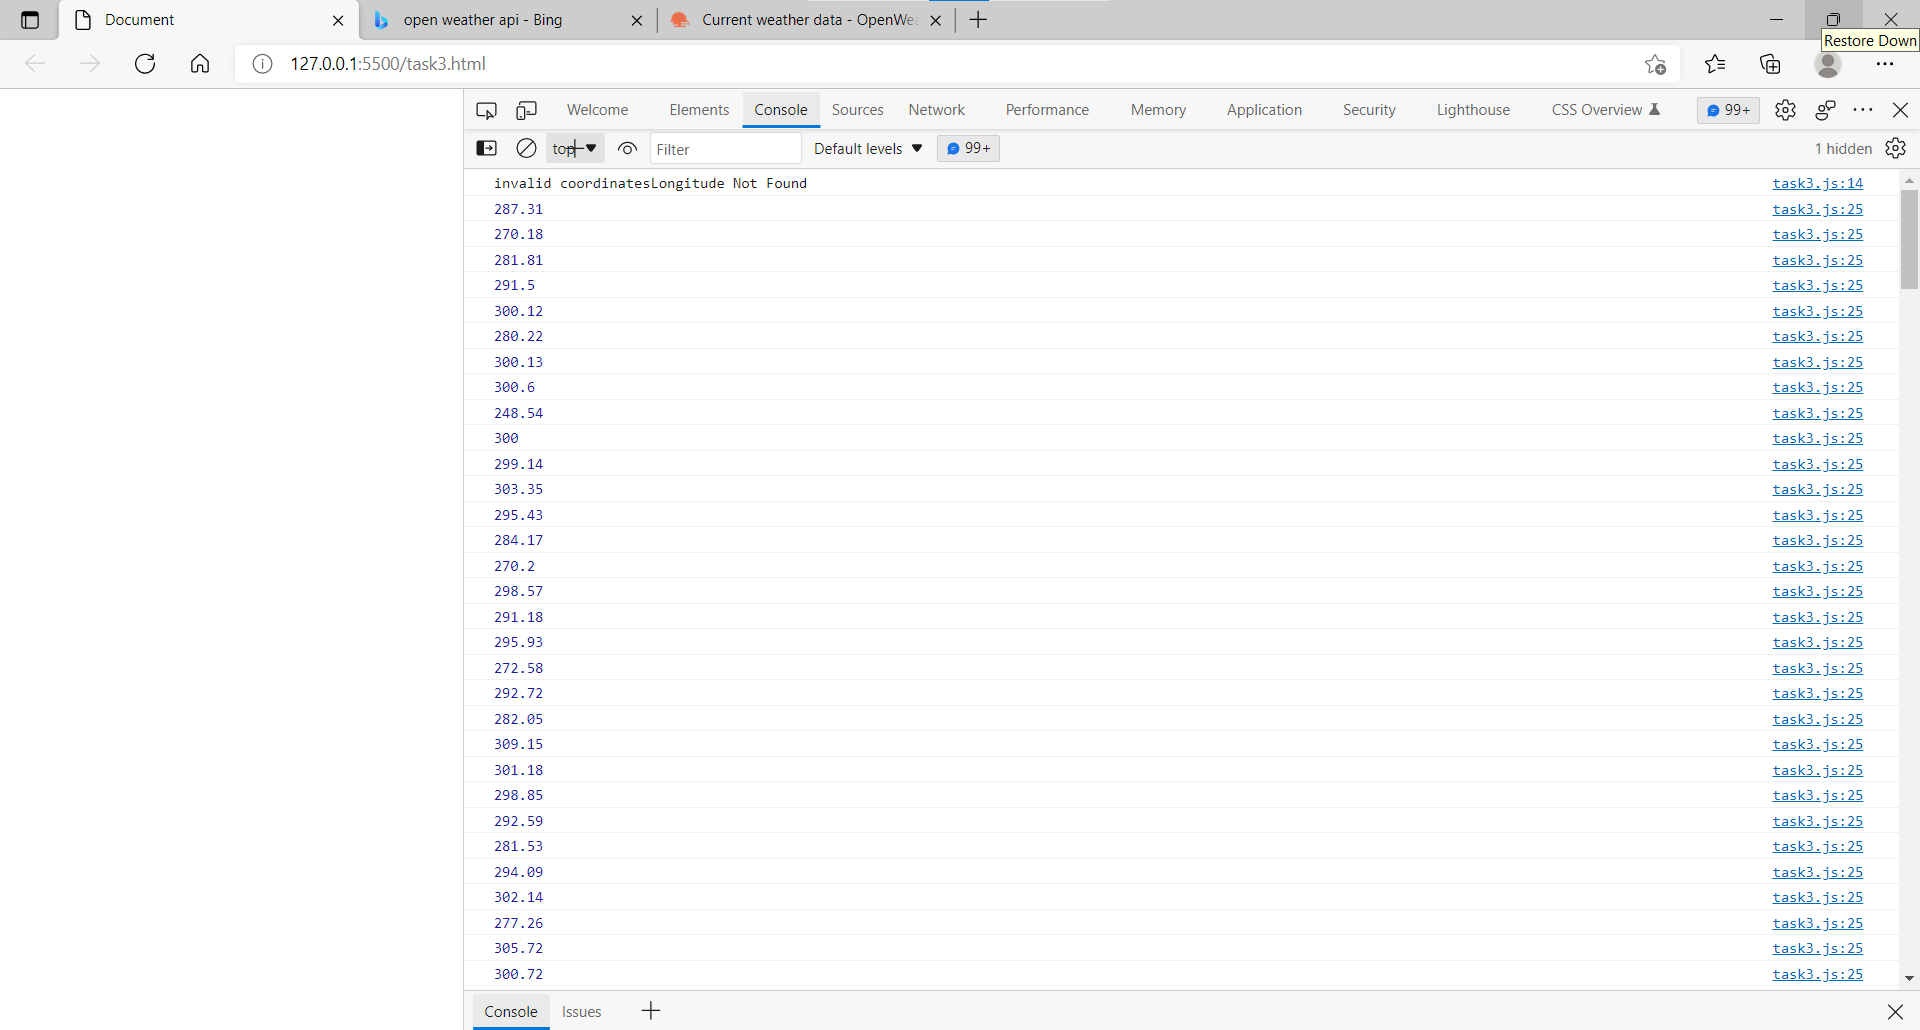 Document
open weather api - Bing
Current weather data - OpenWea
Restore Down
127.0.0.1:5500/task3.html
Welcome Elements Console Sources Network Performance Memory Application Security Lighthouse CSS Overview 99+
top Filter Default levels 99+ 1 hidden
invalid coordinatesLongitude Not Found task3.js:14
287.31 task3.js:25
270.18 task3.js:25
281.81 task3.js:25
291.5 task3.js:25
300.12 task3.js:25
280.22 task3.js:25
300.13 task3.js:25
300.6 task3.js:25
248.54 task3.js:25
300 task3.js:25
299.14 task3.js:25
303.35 task3.js:25
295.43 task3.js:25
284.17 task3.js:25
270.2 task3.js:25
298.57 task3.js:25
291.18 task3.js:25
295.93 task3.js:25
272.58 task3.js:25
292.72 task3.js:25
282.05 task3.js:25
309.15 task3.js:25
301.18 task3.js:25
298.85 task3.js:25
292.59 task3.js:25
281.53 task3.js:25
294.09 task3.js:25
302.14 task3.js:25
277.26 task3.js:25
305.72 task3.js:25
300.72 task3.js:25
Console Issues